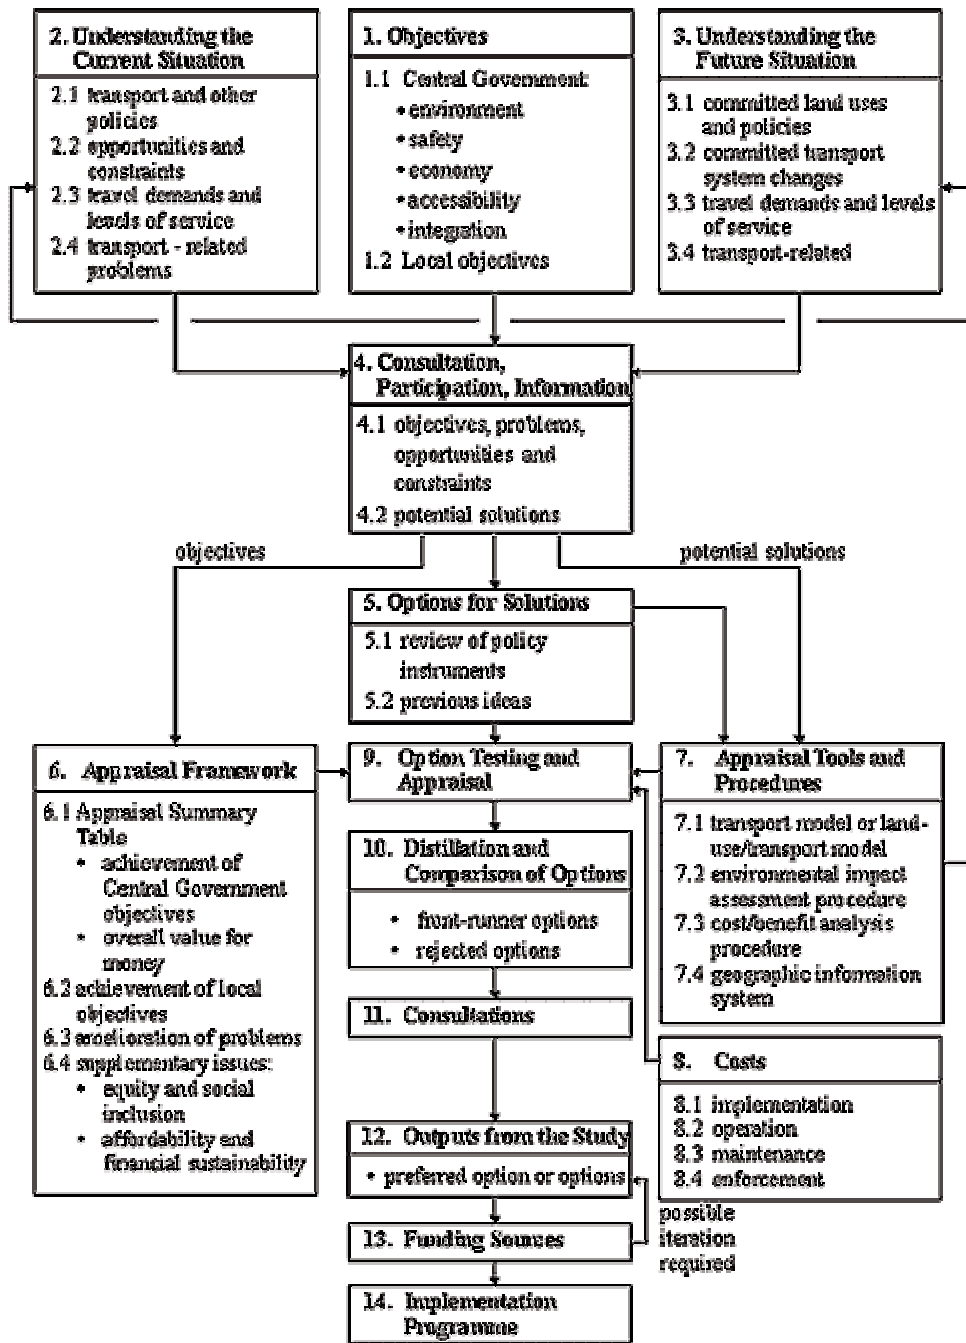 2. Understanding the
Current Situation
2.1 transport and other
policies
2.2 opportunities and
constraints
2.3 travel demands and
levels of service
2.4 transport - related
problems
1. Objectives
1.1 Central Government:
• environment
• safety
• economy
• accessibility
• integration
1.2 Local objectives
3. Understanding the
Future Situation
3.1 committed land uses
and policies
3.2 committed transport
system changes
3.3 travel demands and levels
of service
3.4 transport-related
4. Consultation,
Participation, Information
4.1 objectives, problems,
opportunities and
constraints
4.2 potential solutions
objectives
potential solutions
5. Options for Solutions
5.1 review of policy
instruments
5.2 previous ideas
6. Appraisal Framework
6.1 Appraisal Summary
Table
• achievement of
Central Government
objectives
• overall value for
money
6.2 achievement of local
objectives
6.3 amelioration of problems
6.4 supplementary issues:
• equity and social
inclusion
• affordability and
financial sustainability
9. Option Testing and
Appraisal
7. Appraisal Tools and
Procedures
7.1 transport model or land-
use/transport model
7.2 environmental impact
assessment procedure
7.3 cost/benefit analysis
procedure
7.4 geographic information
system
10. Distillation and
Comparison of Options
• front-runner options
• rejected options
11. Consultations
8. Costs
8.1 implementation
8.2 operation
8.3 maintenance
8.4 enforcement
12. Outputs from the Study
• preferred option or options
possible
iteration
required
13. Funding Sources
14. Implementation
Programme